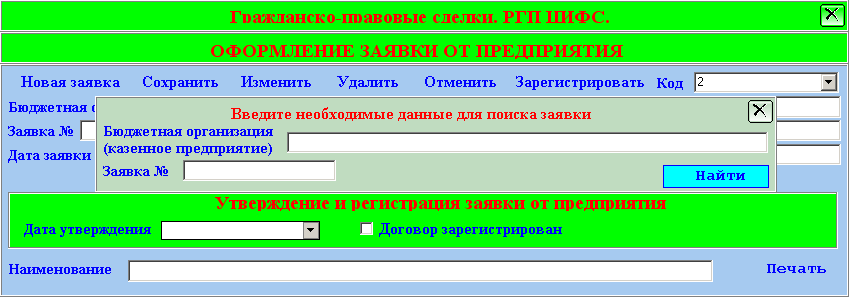 Гражданско-правовые сделки. РГП ЦИФС.
ОФОРМЛЕНИЕ ЗАЯВКИ ОТ ПРЕДПРИЯТИЯ
Новая заявка Сохранить Изменить Удалить Отменить Зарегистрировать Код 2
Бюджетная о
Введите необходимые данные для поиска заявки
Заявка №
Бюджетная организация
(казенное предприятие)
Дата заявки
Заявка №
Найти
Утверждение и регистрация заявки от предприятия
Дата утверждения Договор зарегистрирован
Наименование Печать